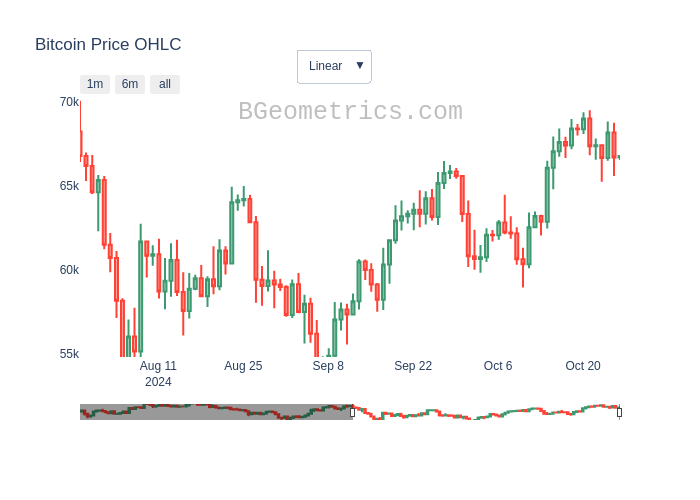 Bitcoin Price OHLC
Linear ▼
1m 6m all
BGeometrics.com
70k
65k
60k
55k
Aug 11 Aug 25 Sep 8 Sep 22 Oct 6 Oct 20
2024